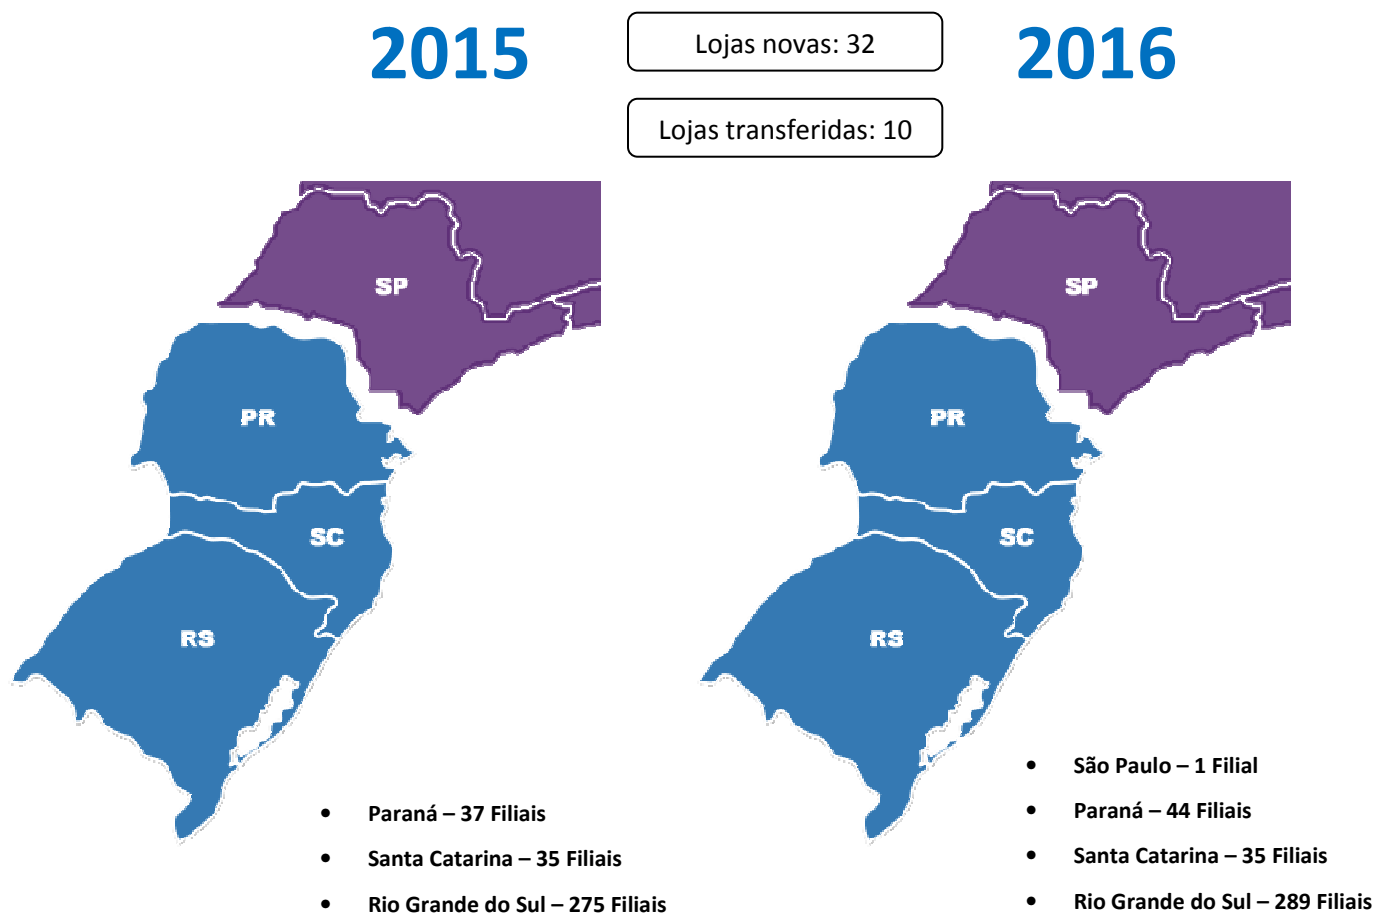 2015
Lojas novas: 32
2016
Lojas transferidas: 10
SP
PR
SC
RS
• Paraná – 37 Filiais
• Santa Catarina – 35 Filiais
• Rio Grande do Sul – 275 Filiais
SP
PR
SC
RS
• São Paulo – 1 Filial
• Paraná – 44 Filiais
• Santa Catarina – 35 Filiais
• Rio Grande do Sul – 289 Filiais